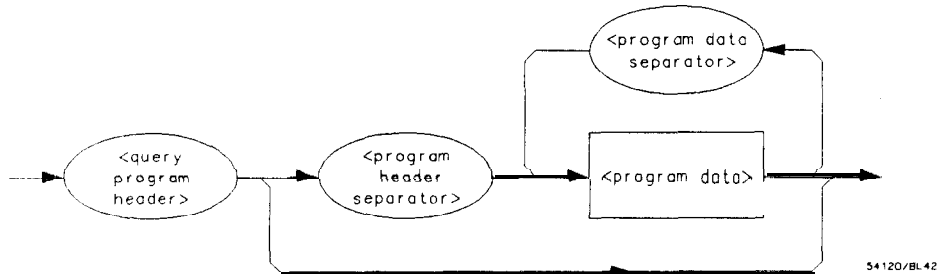 <program data
separator>
<query
program
header>
<program
header
separator>
<program data>
54120/BL42